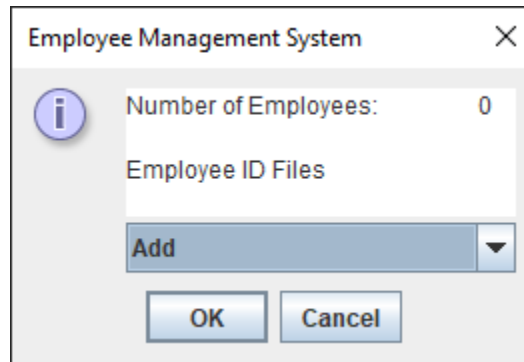 Employee Management System
Number of Employees: 0
Employee ID Files
Add
OK Cancel